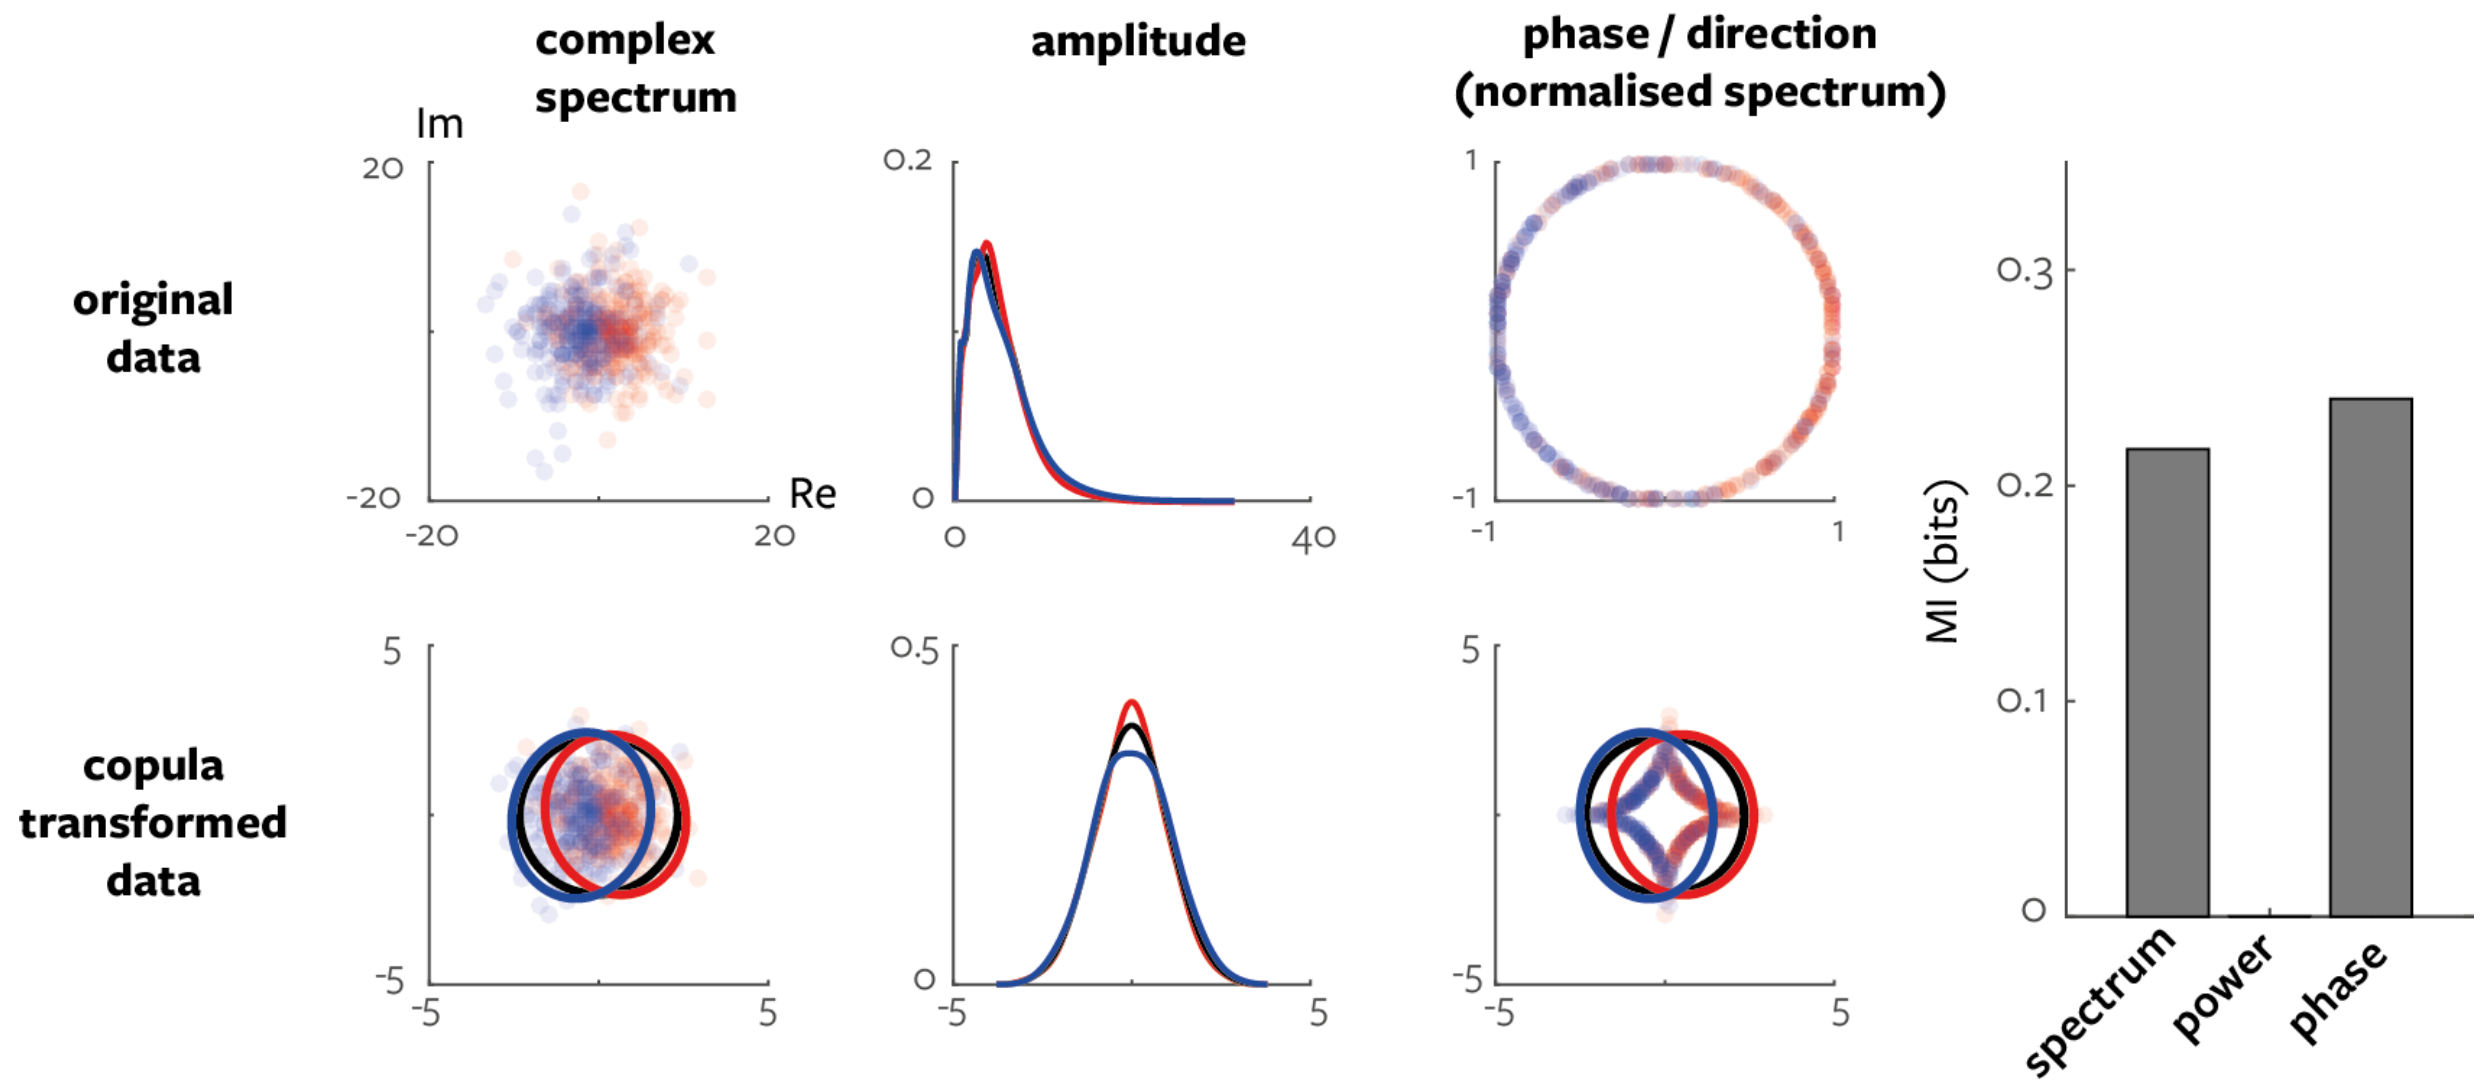 complex
spectrum
amplitude
phase / direction
(normalised spectrum)
original
data
Im
20
-20
-20
20
Re
0.2
0
0
40
1
-1
-1
1
copula
transformed
data
5
-5
-5
5
0.5
0
-5
5
5
-5
-5
5
MI (bits)
0.3
0.2
0.1
0
spectrum
power
phase